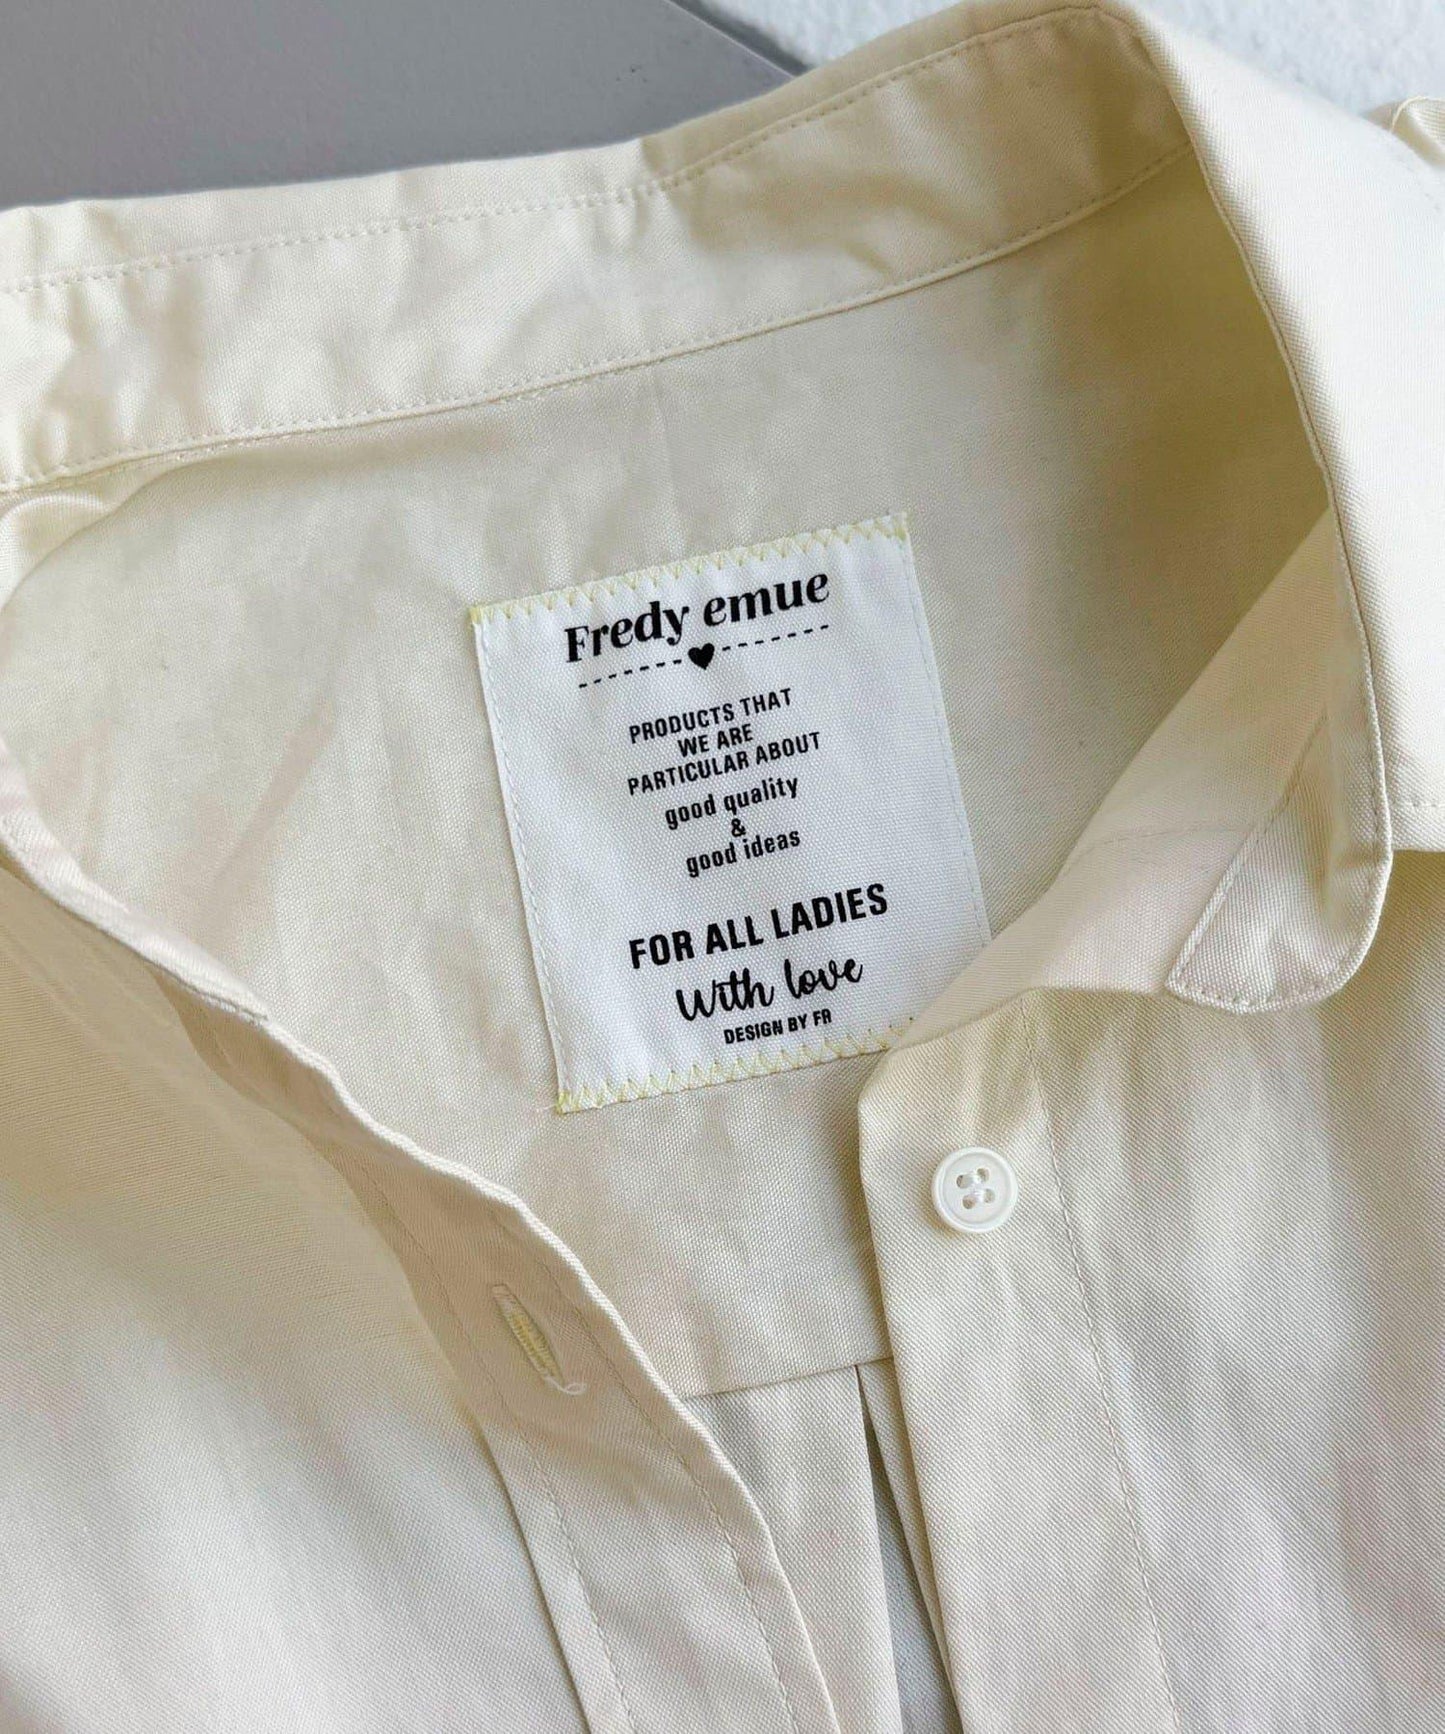 Fredy emue
PRODUCTS THAT
WE ARE
PARTICULAR ABOUT
good quality
&
good ideas
FOR ALL LADIES
With love
DESIGN BY FR